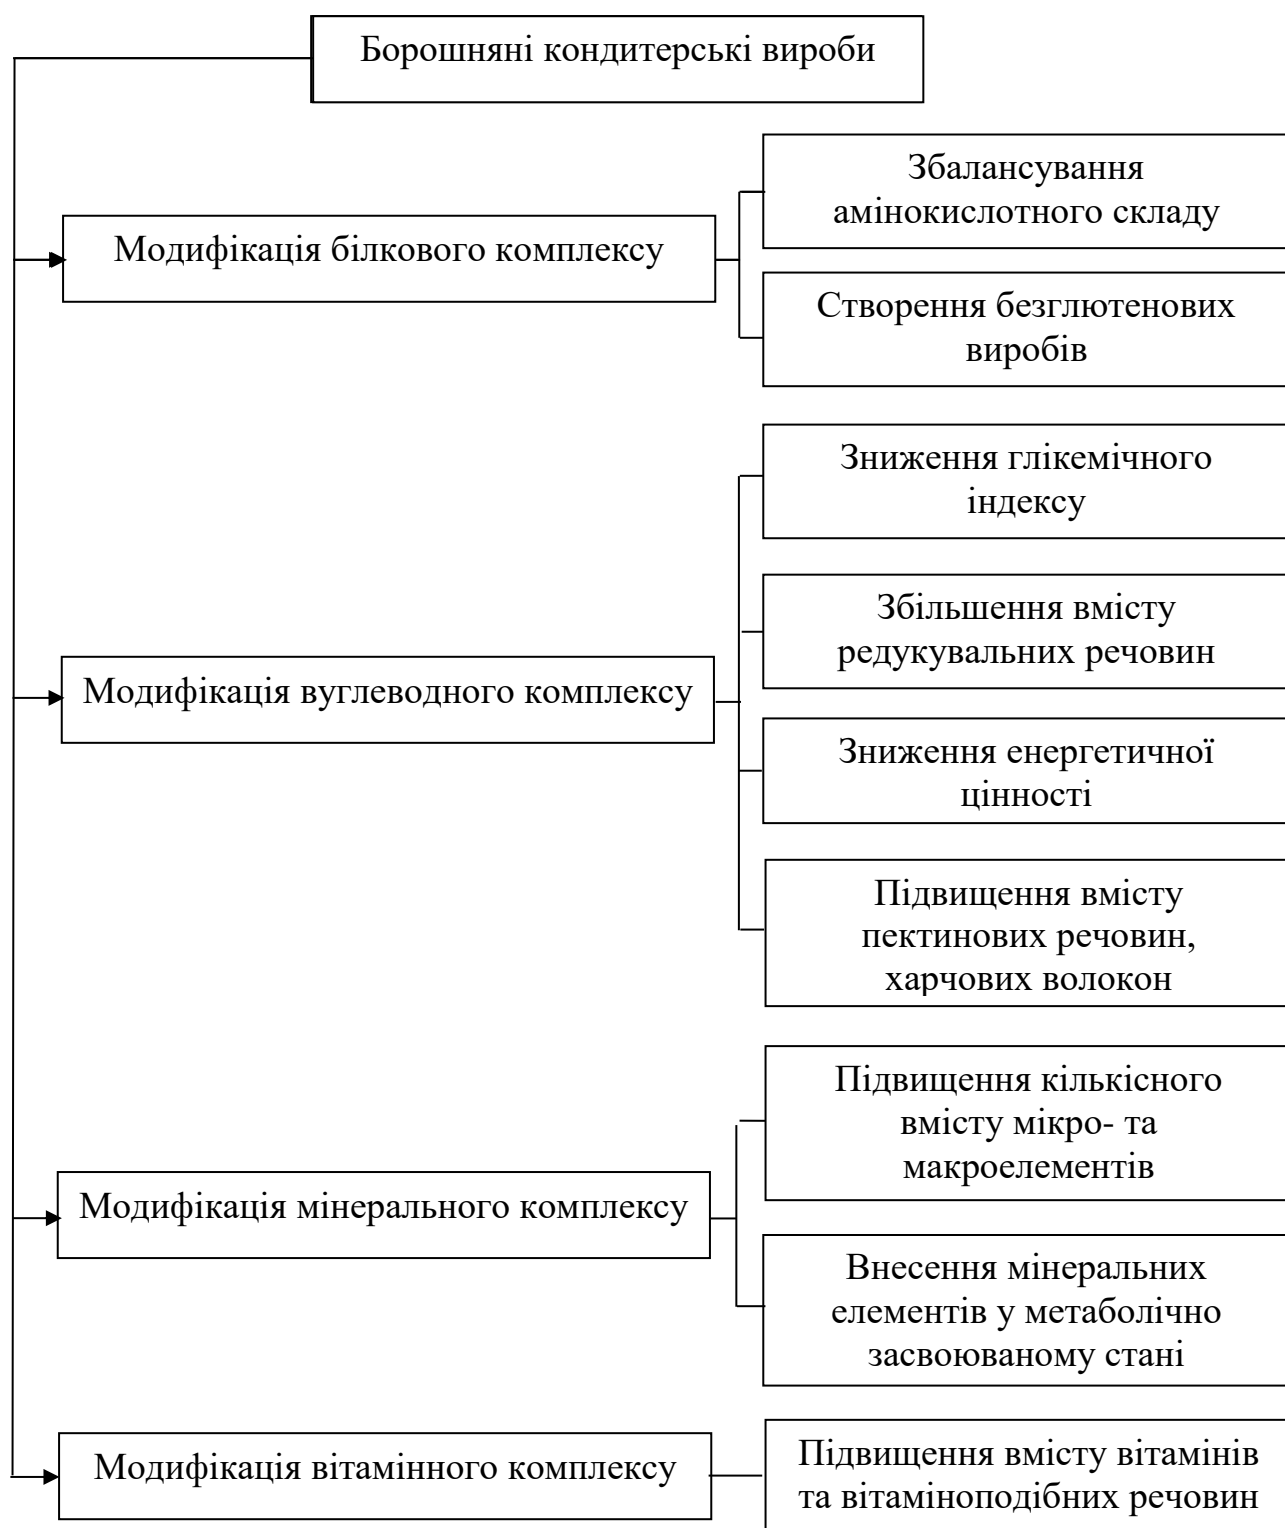 Борошняні кондитерські вироби
Модифікація білкового комплексу
Збалансування
амінокислотного складу
Створення безглютенових
виробів
Модифікація вуглеводного комплексу
Зниження глікемічного
індексу
Збільшення вмісту
редукувальних речовин
Зниження енергетичної
цінності
Підвищення вмісту
пектинових речовин,
харчових волокон
Модифікація мінерального комплексу
Підвищення кількісного
вмісту мікро- та
макроелементів
Внесення мінеральних
елементів у метаболічно
засвоюваному стані
Модифікація вітамінного комплексу
Підвищення вмісту вітамінів
та вітаміноподібних речовин